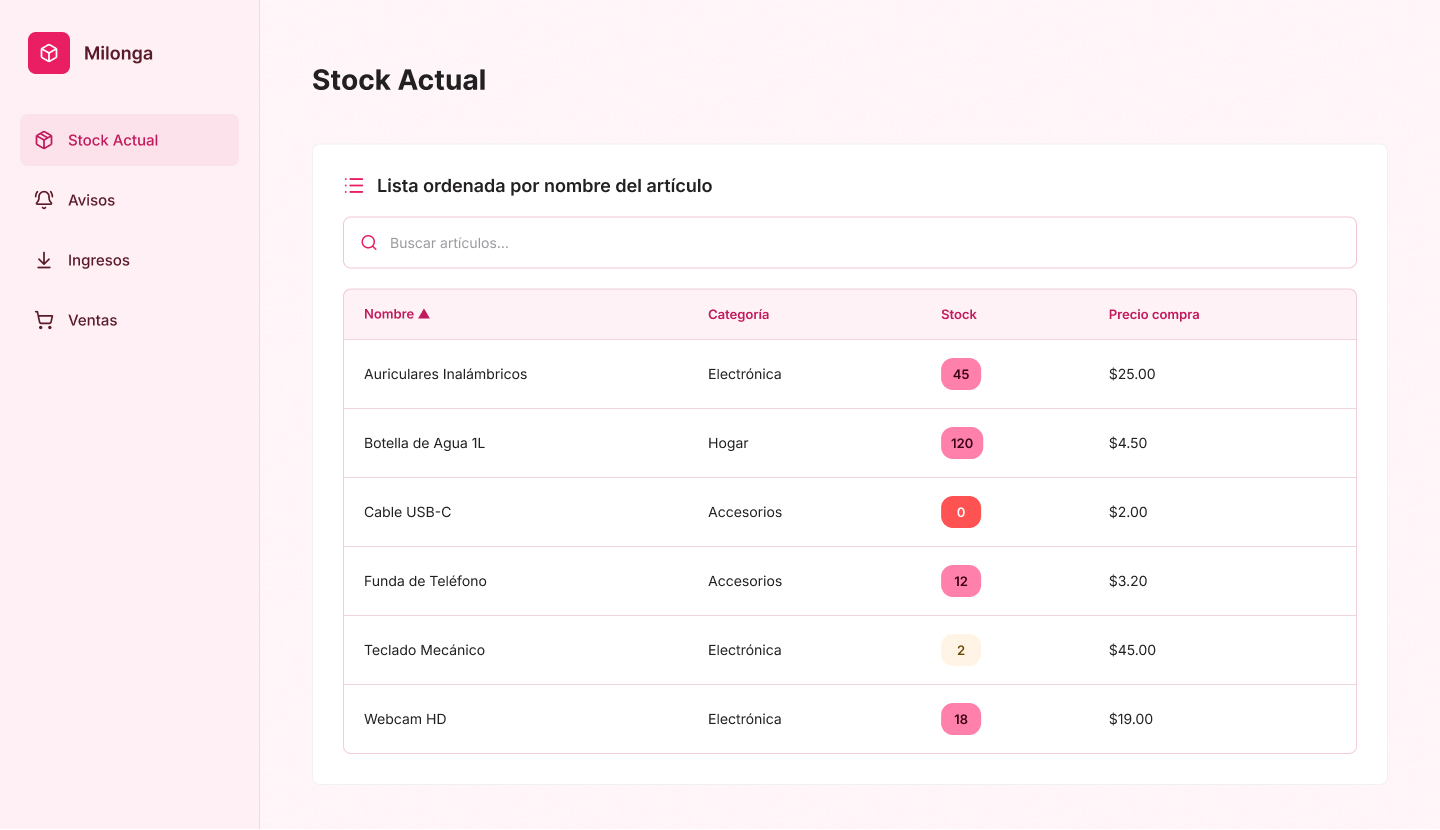 Milonga
Stock Actual
Avisos
Ingresos
Ventas
Stock Actual
Lista ordenada por nombre del artículo
Buscar artículos...
Nombre ▲ Categoría Stock Precio compra
Auriculares Inalámbricos Electrónica 45 $25.00
Botella de Agua 1L Hogar 120 $4.50
Cable USB-C Accesorios 0 $2.00
Funda de Teléfono Accesorios 12 $3.20
Teclado Mecánico Electrónica 2 $45.00
Webcam HD Electrónica 18 $19.00